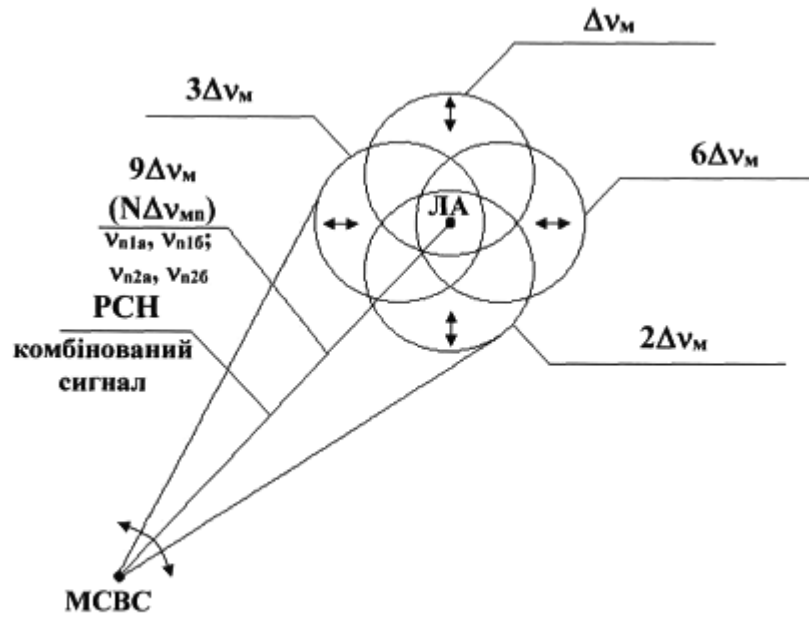 Δνм
3Δνм
6Δνм
9Δνм
(NΔνмп)
νп1а, νп1б;
νп2а, νп2б
ЛА
РСН
комбінований
сигнал
2Δνм
МСВС